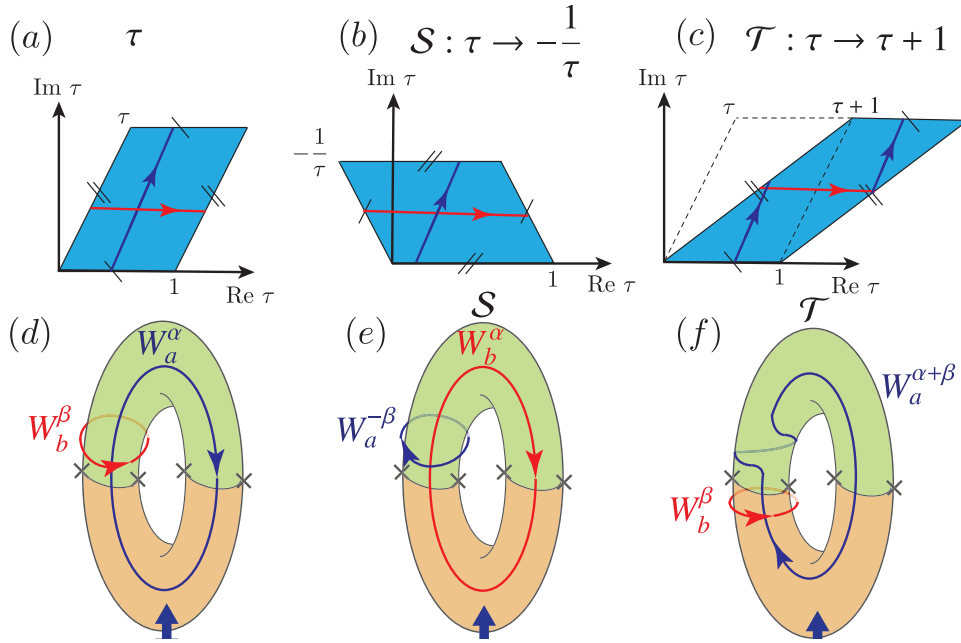 (a) τ
(b) 𝒮 : τ → −1/τ
(c) 𝒯 : τ → τ + 1
Im τ
τ
1
Re τ
Im τ
−1/τ
1
Re τ
Im τ
τ
τ + 1
1
Re τ
(d)
W_a^α
W_b^β
(e)
𝒮
W_b^α
W_a^{−β}
(f)
𝒯
W_a^{α+β}
W_b^β